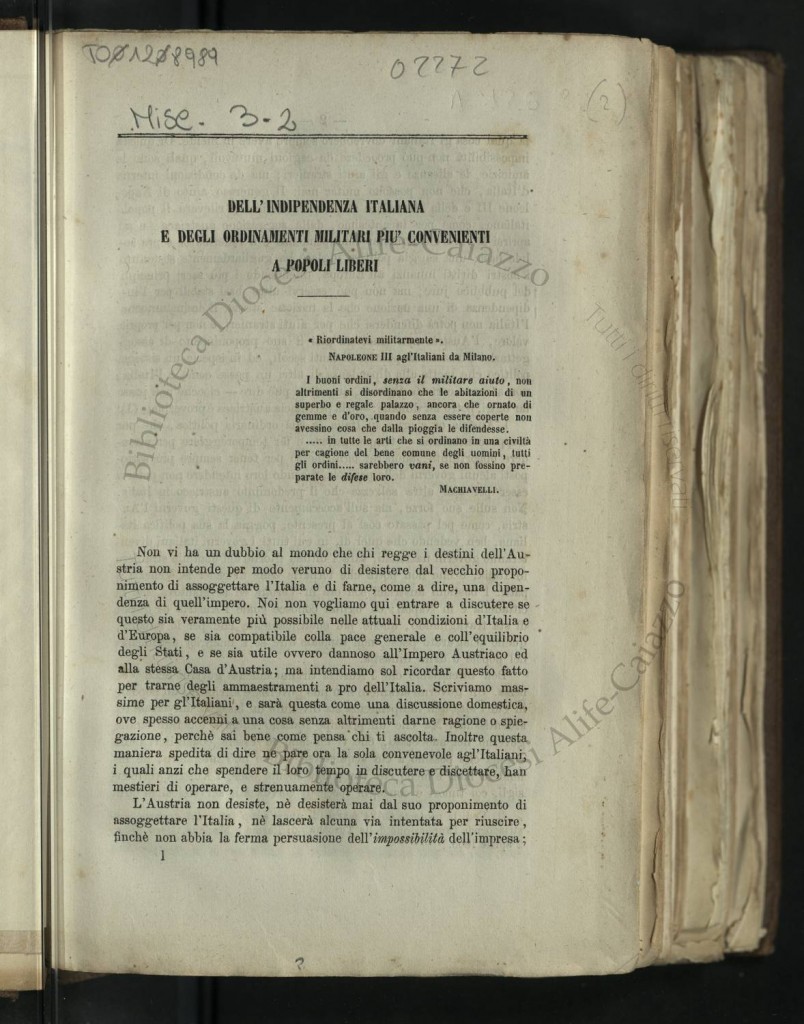 TO01208989
02272
(2)
Misc. 3-2
DELL'INDIPENDENZA ITALIANA
E DEGLI ORDINAMENTI MILITARI PIU' CONVENIENTI
A POPOLI LIBERI
« Riordinatevi militarmente ».
NAPOLEONE III agl'Italiani da Milano.
I buoni ordini, senza il militare aiuto, non
altrimenti si disordinano che le abitazioni di un
superbo e regale palazzo, ancora che ornato di
gemme e d'oro, quando senza essere coperte non
avessino cosa che dalla pioggia le difendesse.
..... in tutte le arti che si ordinano in una civiltà
per cagione del bene comune degli uomini, tutti
gli ordini..... sarebbero vani, se non fossino pre-
parate le difese loro.
MACHIAVELLI.
Non vi ha un dubbio al mondo che chi regge i destini dell'Au-
stria non intende per modo veruno di desistere dal vecchio propo-
nimento di assoggettare l'Italia e di farne, come a dire, una dipen-
denza di quell'impero. Noi non vogliamo qui entrare a discutere se
questo sia veramente più possibile nelle attuali condizioni d'Italia e
d'Europa, se sia compatibile colla pace generale e coll'equilibrio
degli Stati, e se sia utile ovvero dannoso all'Impero Austriaco ed
alla stessa Casa d'Austria; ma intendiamo sol ricordar questo fatto
per trarne degli ammaestramenti a pro dell'Italia. Scriviamo mas-
sime per gl'Italiani, e sarà questa come una discussione domestica,
ove spesso accenni a una cosa senza altrimenti darne ragione o spie-
gazione, perchè sai bene come pensa chi ti ascolta. Inoltre questa
maniera spedita di dire ne pare ora la sola convenevole agl'Italiani,
i quali anzi che spendere il loro tempo in discutere e discettare, han
mestieri di operare, e strenuamente operare.
L'Austria non desiste, nè desisterà mai dal suo proponimento di
assoggettare l'Italia, nè lascerà alcuna via intentata per riuscire,
finchè non abbia la ferma persuasione dell'impossibilità dell'impresa;
1
?
Biblioteca Diocesi Alife-Caiazzo
Biblioteca Diocesi Alife-Caiazzo
Tutti i diritti riservati